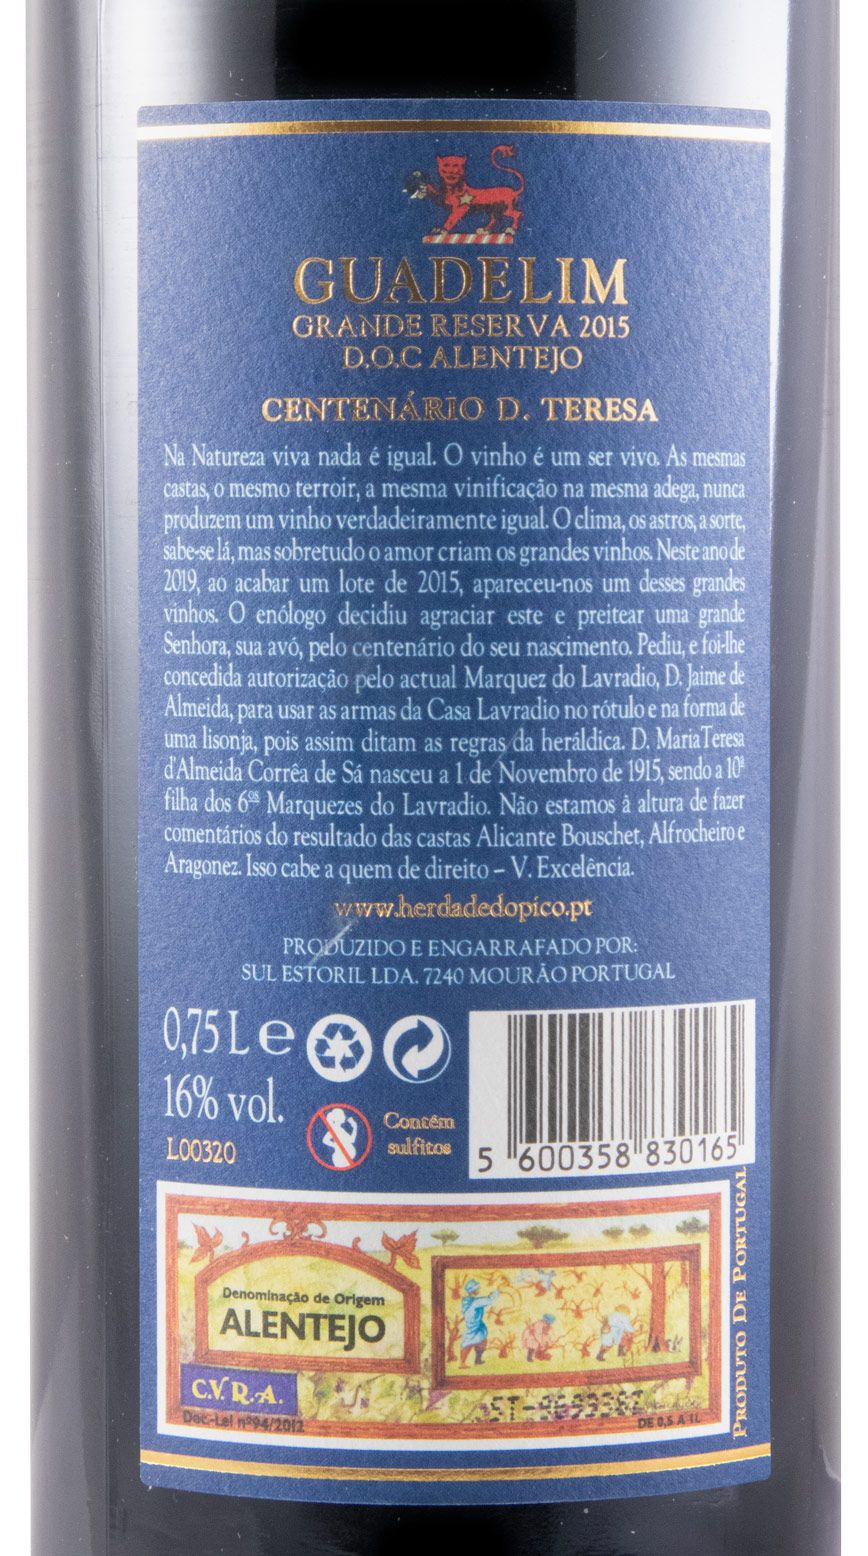 GUADELIM
GRANDE RESERVA 2015
D.O.C ALENTEJO
CENTENÁRIO D. TERESA
Na Natureza viva nada é igual. O vinho é um ser vivo. As mesmas
castas, o mesmo terroir, a mesma vinificação na mesma adega, nunca
produzem um vinho verdadeiramente igual. O clima, os astros, a sorte,
sabe-se lá, mas sobretudo o amor criam os grandes vinhos. Neste ano de
2019, ao acabar um lote de 2015, apareceu-nos um desses grandes
vinhos. O enólogo decidiu agraciar este e preitear uma grande
Senhora, sua avó, pelo centenário do seu nascimento. Pediu, e foi-lhe
concedida autorização pelo actual Marquez do Lavradio, D. Jaime de
Almeida, para usar as armas da Casa Lavradio no rótulo e na forma de
uma lisonja, pois assim ditam as regras da heráldica. D. Maria Teresa
d'Almeida Corrêa de Sá nasceu a 1 de Novembro de 1915, sendo a 10ª
filha dos 6ºs Marquezes do Lavradio. Não estamos à altura de fazer
comentários do resultado das castas Alicante Bouschet, Alfrocheiro e
Aragonez. Isso cabe a quem de direito – V. Excelência.
www.herdadedopico.pt
PRODUZIDO E ENGARRAFADO POR:
SUL ESTORIL LDA. 7240 MOURÃO PORTUGAL
0,75 L e
16% vol.
L00320
Contém
sulfitos
5 600358 830165
PRODUTO DE PORTUGAL
Denominação de Origem
ALENTEJO
C.V.R.A.
Doc.-Lei nº94/2012
DE 0,5 A 1L